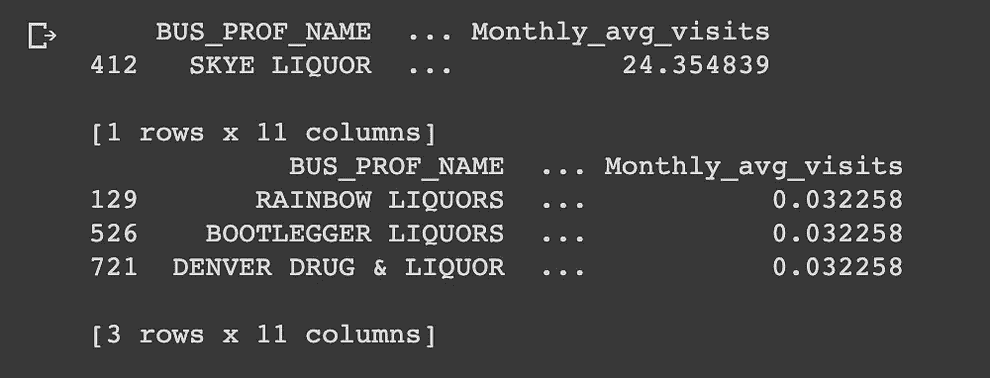 BUS_PROF_NAME ... Monthly_avg_visits
412 SKYE LIQUOR ... 24.354839
[1 rows x 11 columns]
BUS_PROF_NAME ... Monthly_avg_visits
129 RAINBOW LIQUORS ... 0.032258
526 BOOTLEGGER LIQUORS ... 0.032258
721 DENVER DRUG & LIQUOR ... 0.032258
[3 rows x 11 columns]